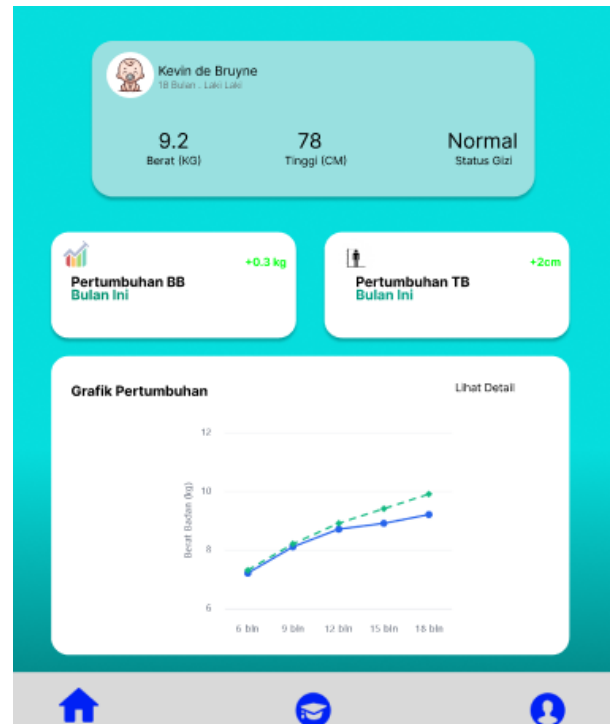 Kevin de Bruyne
18 Bulan . Laki Laki
9.2 78 Normal
Berat (KG) Tinggi (CM) Status Gizi
+0.3 kg
Pertumbuhan BB
Bulan Ini
+2cm
Pertumbuhan TB
Bulan Ini
Grafik Pertumbuhan
Lihat Detail
Berat Badan (kg)
12
10
8
6
6 bln 9 bln 12 bln 15 bln 18 bln